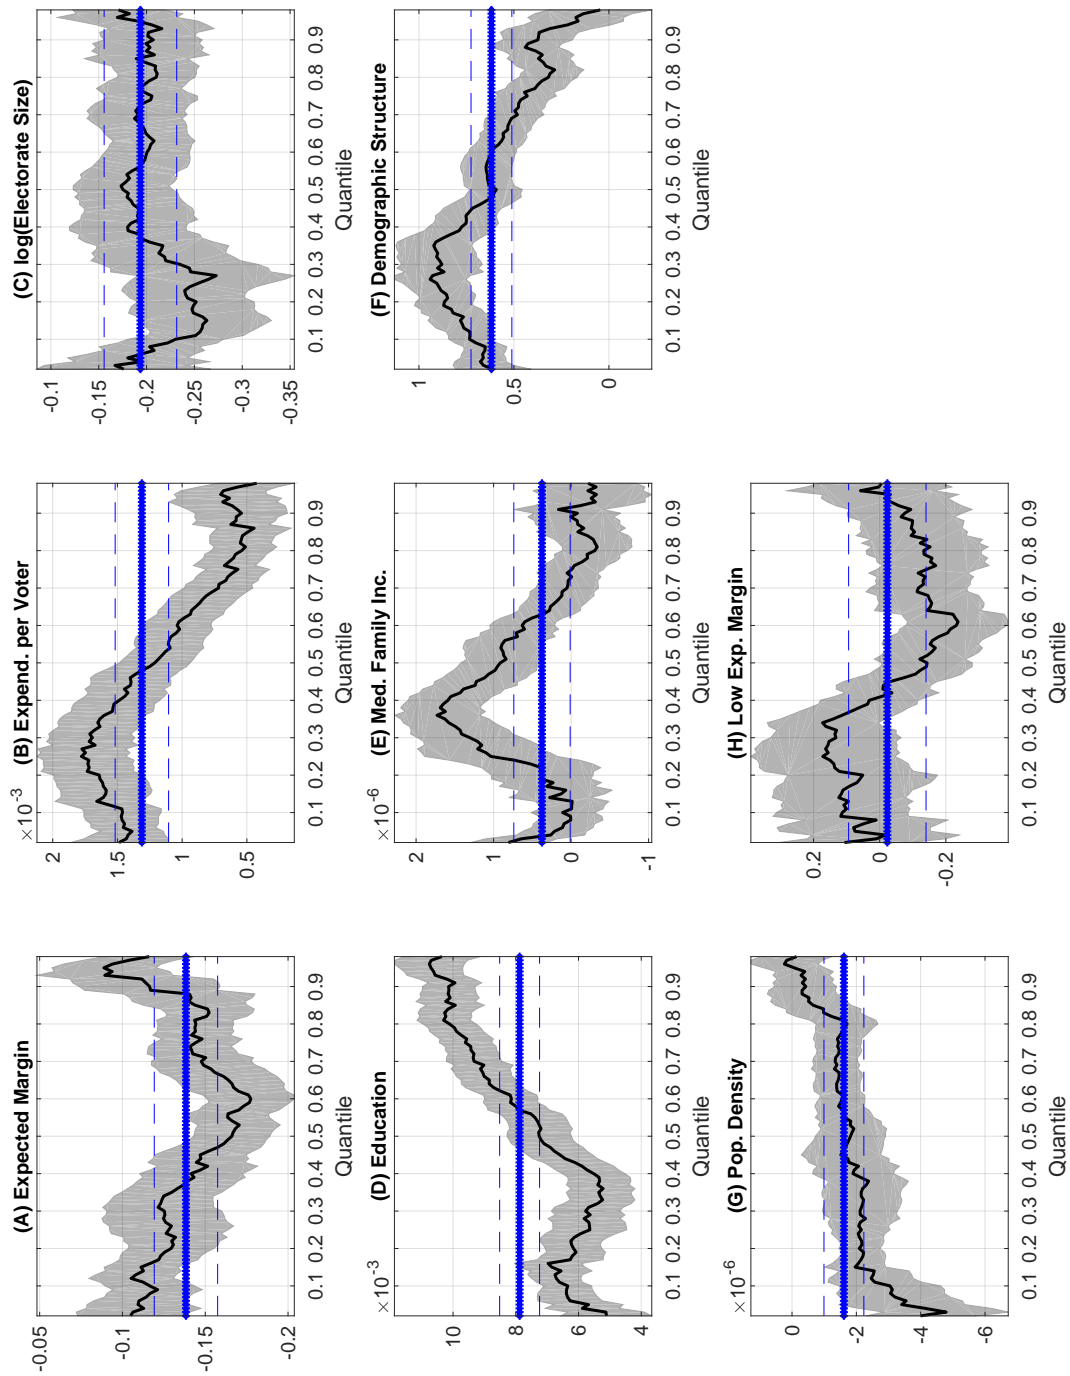 (A) Expected Margin
-0.05
-0.1
-0.15
-0.2
0.1 0.2 0.3 0.4 0.5 0.6 0.7 0.8 0.9
Quantile
(B) Expend. per Voter
×10-3
2
1.5
1
0.5
0.1 0.2 0.3 0.4 0.5 0.6 0.7 0.8 0.9
Quantile
(C) log(Electorate Size)
-0.1
-0.15
-0.2
-0.25
-0.3
-0.35
0.1 0.2 0.3 0.4 0.5 0.6 0.7 0.8 0.9
Quantile
(D) Education
×10-3
10
8
6
4
0.1 0.2 0.3 0.4 0.5 0.6 0.7 0.8 0.9
Quantile
(E) Med. Family Inc.
×10-6
2
1
0
-1
0.1 0.2 0.3 0.4 0.5 0.6 0.7 0.8 0.9
Quantile
(F) Demographic Structure
1
0.5
0
0.1 0.2 0.3 0.4 0.5 0.6 0.7 0.8 0.9
Quantile
(G) Pop. Density
×10-6
0
-2
-4
-6
0.1 0.2 0.3 0.4 0.5 0.6 0.7 0.8 0.9
Quantile
(H) Low Exp. Margin
0.2
0
-0.2
0.1 0.2 0.3 0.4 0.5 0.6 0.7 0.8 0.9
Quantile